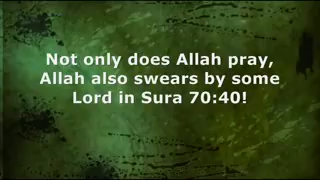 Not only does Allah pray,
Allah also swears by some
Lord in Sura 70:40!